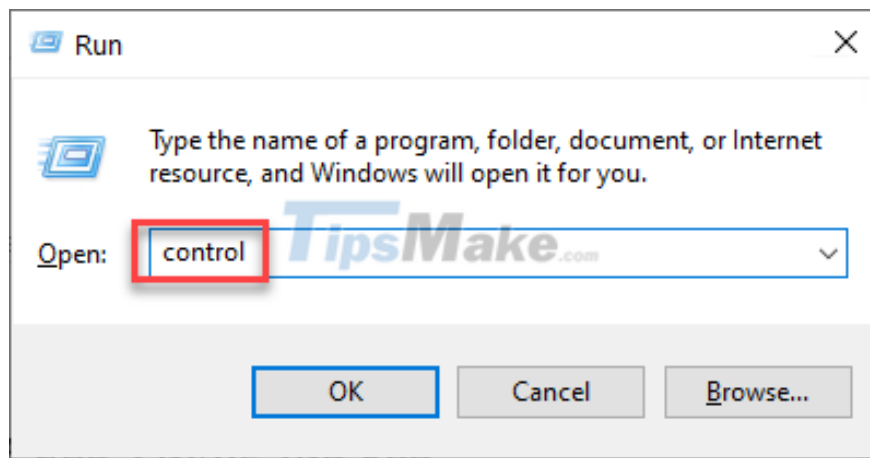 Run
Type the name of a program, folder, document, or Internet
resource, and Windows will open it for you.
Open: control
TipsMake.com
OK Cancel Browse...